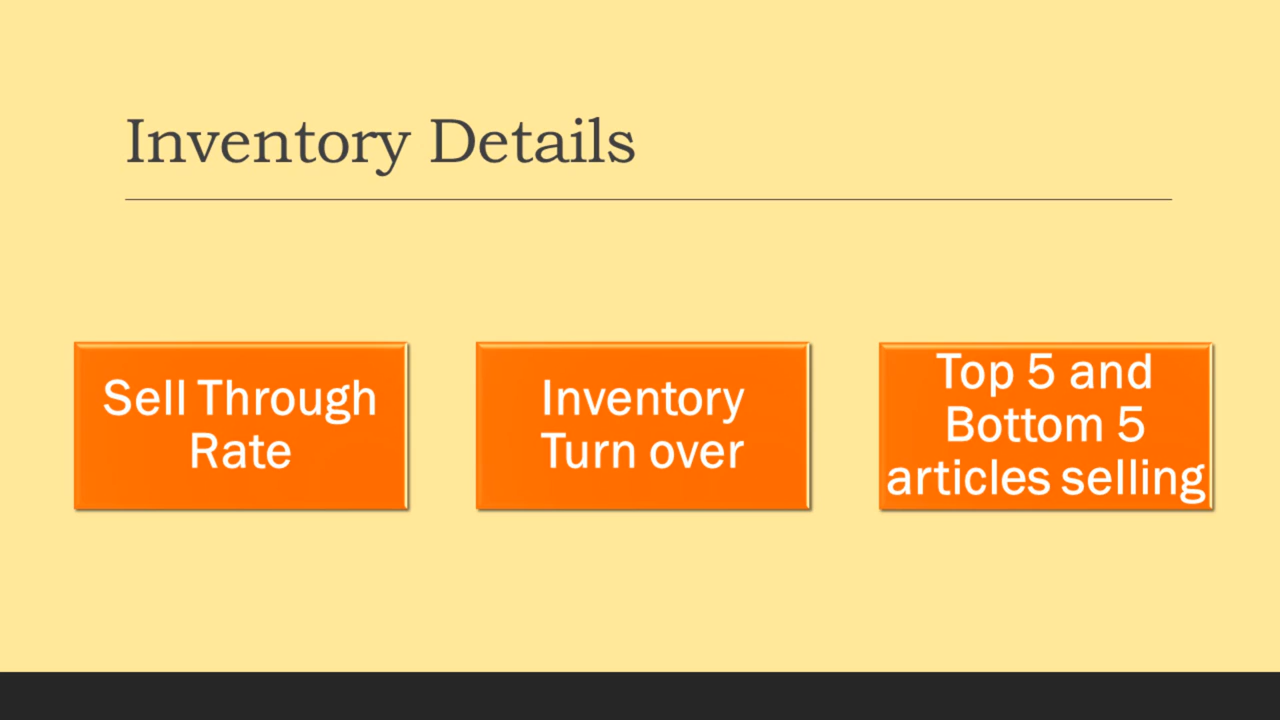 Inventory Details
Sell Through
Rate
Inventory
Turn over
Top 5 and
Bottom 5
articles selling